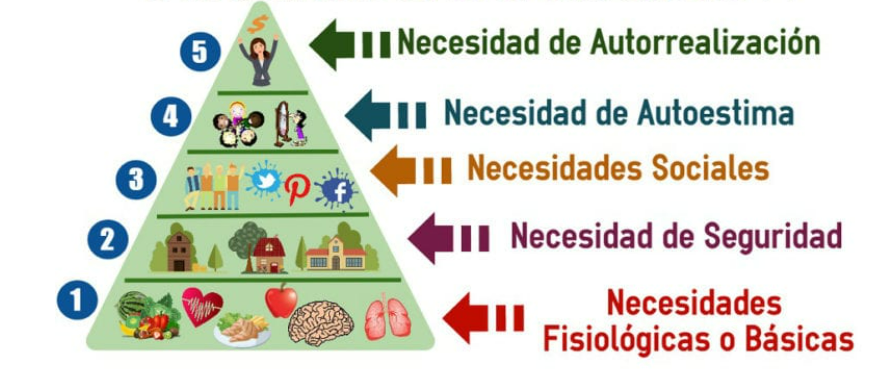 5 Necesidad de Autorrealización
4 Necesidad de Autoestima
3 Necesidades Sociales
2 Necesidad de Seguridad
1 Necesidades
Fisiológicas o Básicas